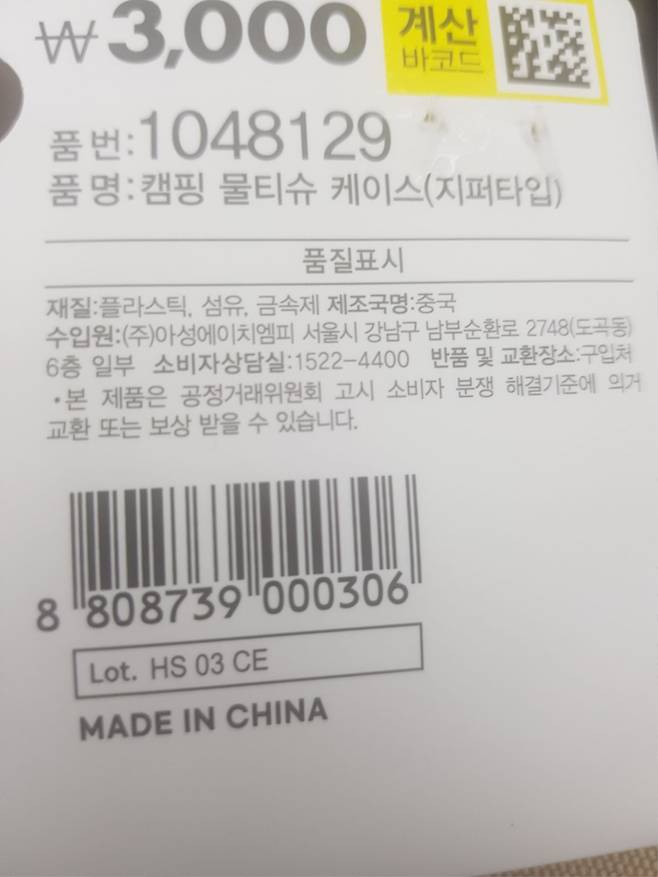 ₩3,000
계산
바코드
품 번:1048129
품 명:캠핑 물티슈 케이스(지퍼타입)
품질표시
재질:플라스틱, 섬유, 금속제 제조국명:중국
수입원:(주)아성에이치엠피 서울시 강남구 남부순환로 2748(도곡동)
6층 일부 소비자상담실:1522-4400 반품 및 교환장소:구입처
•본 제품은 공정거래위원회 고시 소비자 분쟁 해결기준에 의거
교환 또는 보상 받을 수 있습니다.
8 808739 000306
Lot. HS 03 CE
MADE IN CHINA